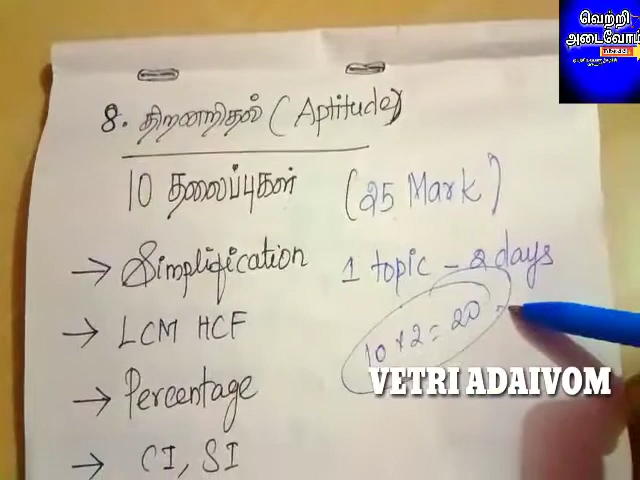 வெற்றி
அடைவோம்
8. திறனறிதல் (Aptitude)
10 தலைப்புகள் (25 Mark)
→ Simplification 1 topic - 2 days
→ LCM HCF 10 × 2 = 20
→ Percentage
VETRI ADAIVOM
→ CI, SI